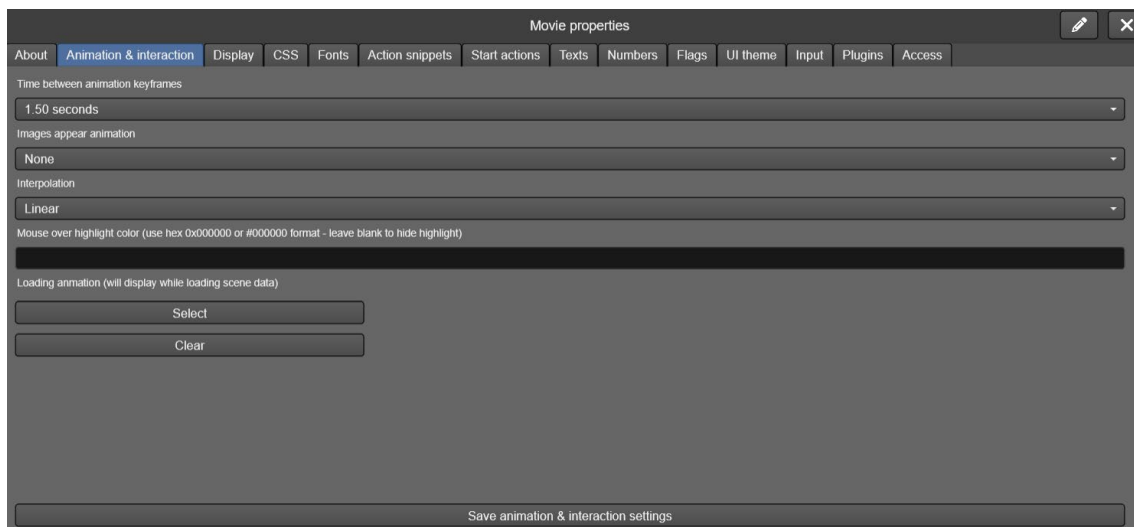 Movie properties
About Animation & interaction Display CSS Fonts Action snippets Start actions Texts Numbers Flags UI theme Input Plugins Access
Time between animation keyframes
1.50 seconds
Images appear animation
None
Interpolation
Linear
Mouse over highlight color (use hex 0x000000 or #000000 format - leave blank to hide highlight)
Loading anmation (will display while loading scene data)
Select
Clear
Save animation & interaction settings